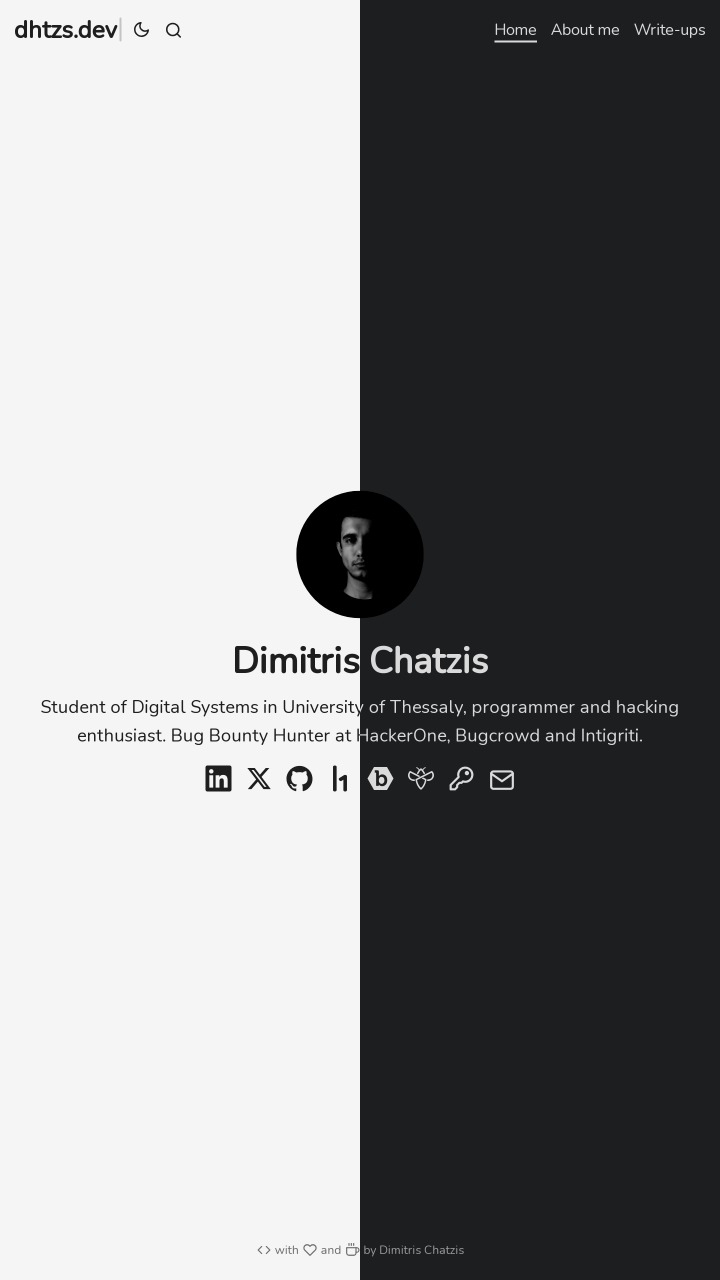 dhtzs.dev
Home About me Write-ups
Dimitris Chatzis
Student of Digital Systems in University of Thessaly, programmer and hacking
enthusiast. Bug Bounty Hunter at HackerOne, Bugcrowd and Intigriti.
with and by Dimitris Chatzis